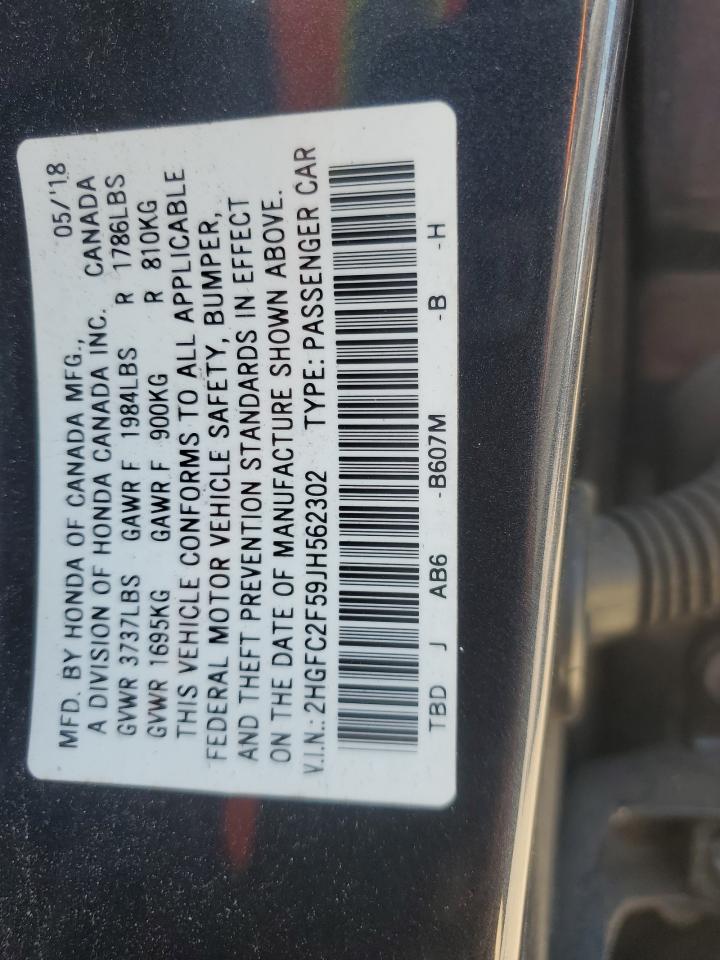 MFD. BY HONDA OF CANADA MFG., 05/'18
A DIVISION OF HONDA CANADA INC. CANADA
GVWR 3737LBS GAWR F 1984LBS R 1786LBS
GVWR 1695KG GAWR F 900KG R 810KG
THIS VEHICLE CONFORMS TO ALL APPLICABLE
FEDERAL MOTOR VEHICLE SAFETY, BUMPER,
AND THEFT PREVENTION STANDARDS IN EFFECT
ON THE DATE OF MANUFACTURE SHOWN ABOVE.
V.I.N.: 2HGFC2F59JH562302 TYPE: PASSENGER CAR
TBD J AB6 -B607M -B -H